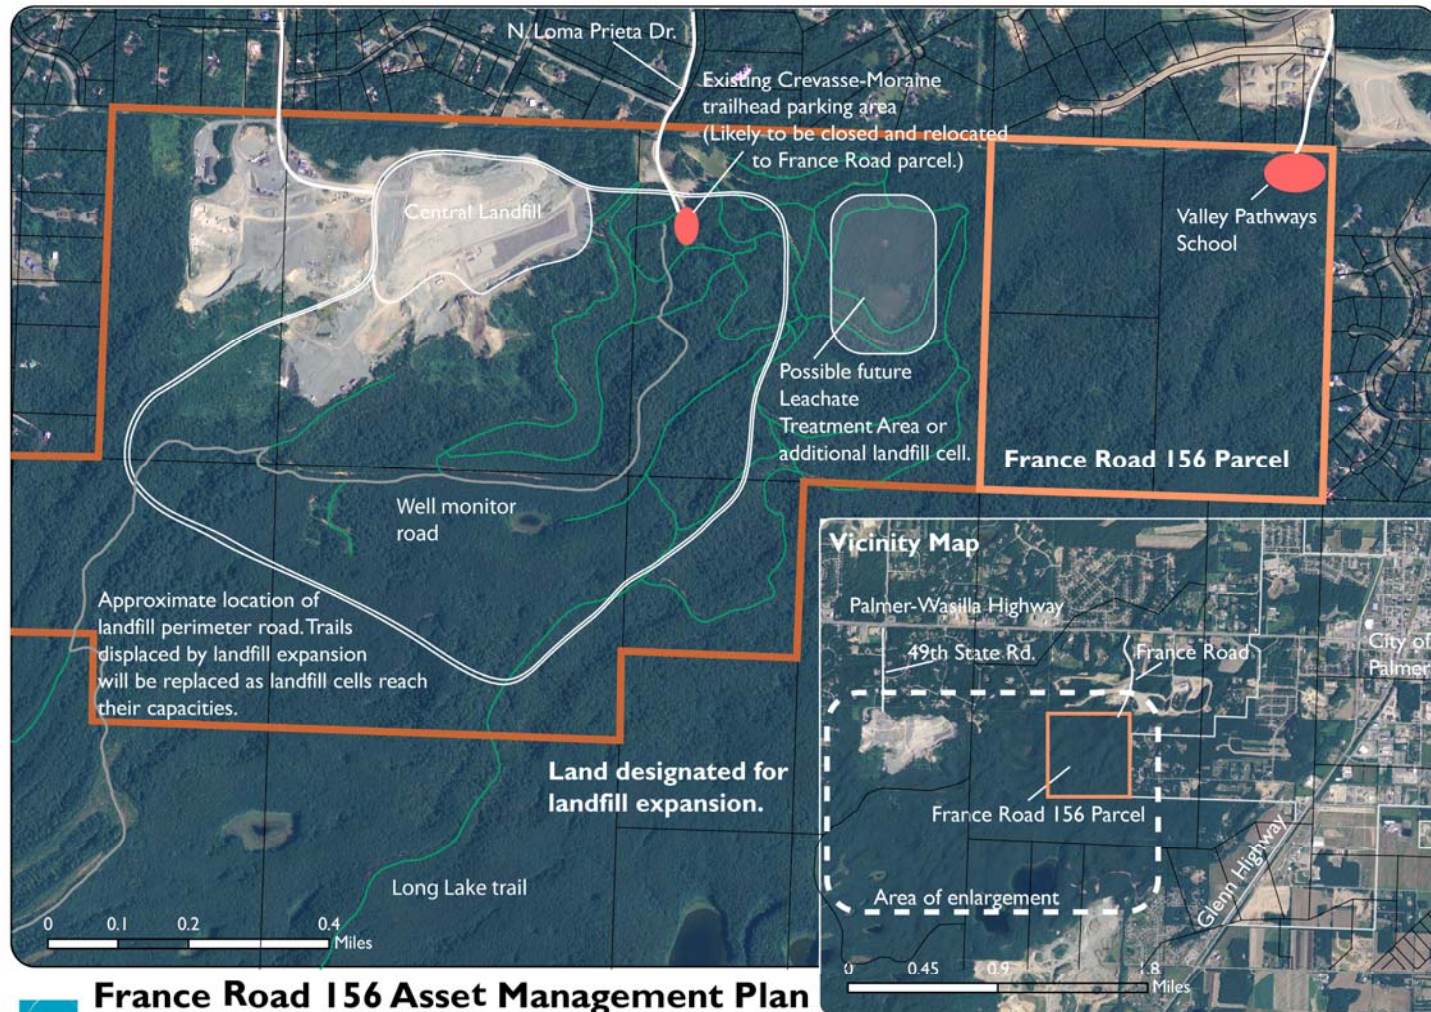 N. Loma Prieta Dr.
Existing Crevasse-Moraine
trailhead parking area
(Likely to be closed and relocated
to France Road parcel.)
Central Landfill
Valley Pathways
School
Possible future
Leachate
Treatment Area or
additional landfill cell.
France Road 156 Parcel
Well monitor
road
Approximate location of
landfill perimeter road. Trails
displaced by landfill expansion
will be replaced as landfill cells reach
their capacities.
Land designated for
landfill expansion.
Long Lake trail
0 0.1 0.2 0.4
Miles
Vicinity Map
Palmer-Wasilla Highway
49th State Rd.
France Road
City of
Palmer
France Road 156 Parcel
Area of enlargement
Glenn Highway
0 0.45 0.9 1.8
Miles
France Road 156 Asset Management Plan